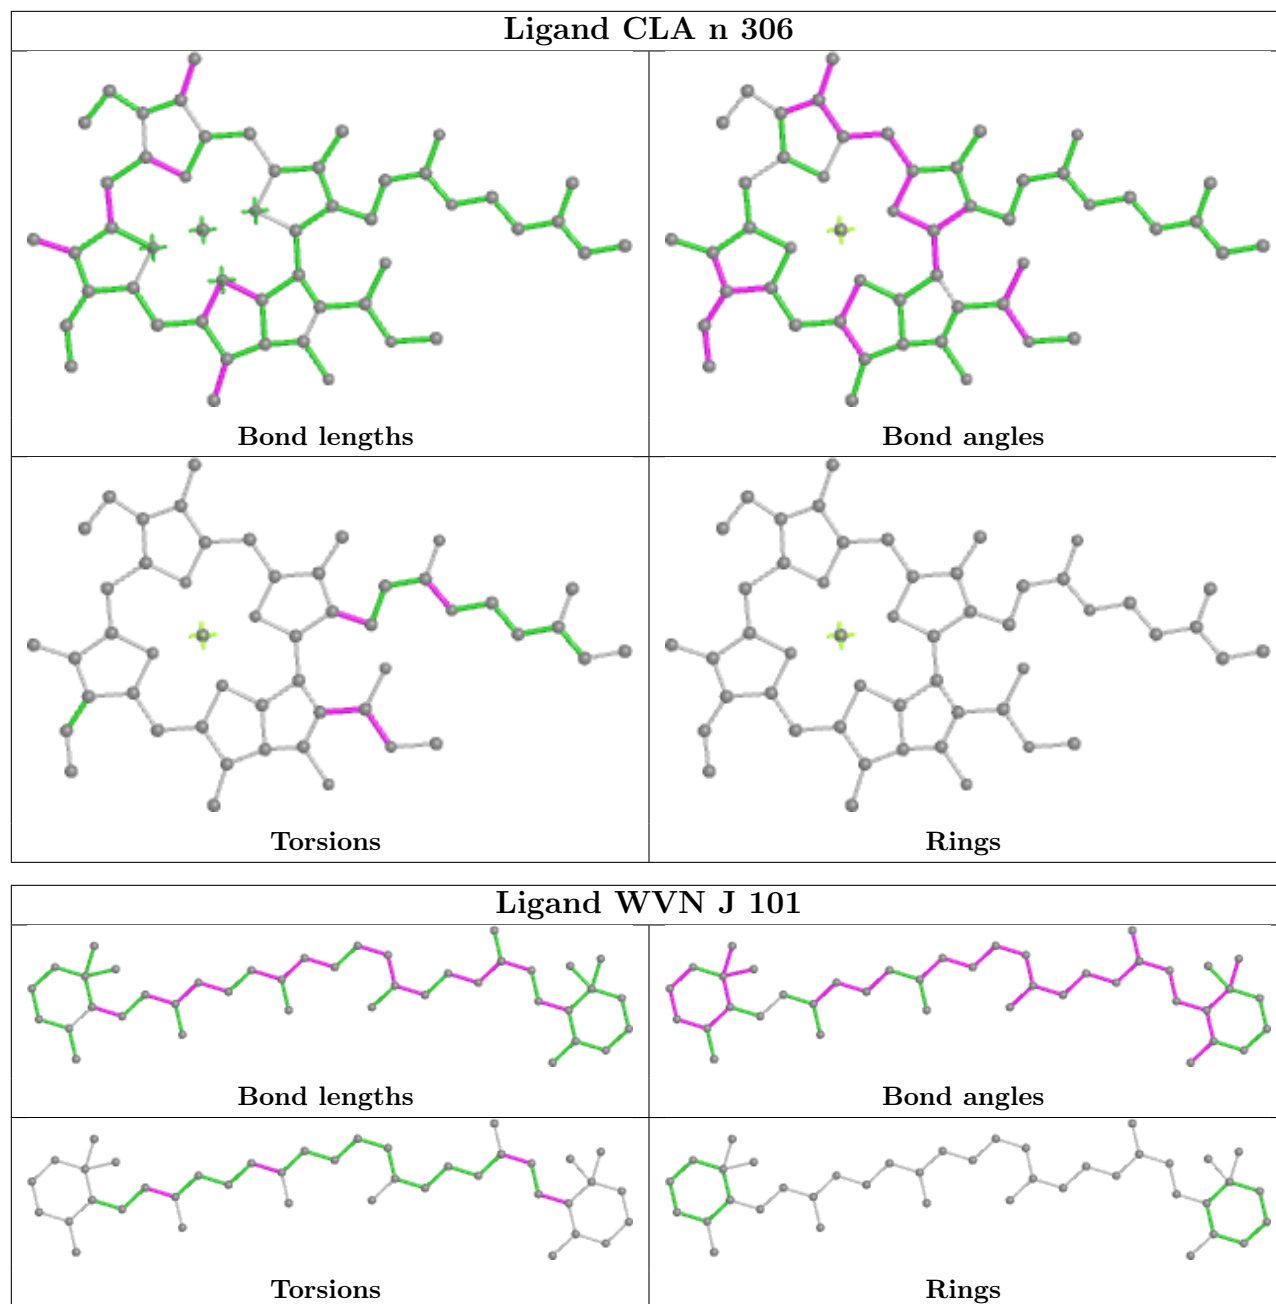 Ligand CLA n 306
Bond lengths
Bond angles
Torsions
Rings
Ligand WVN J 101
Bond lengths
Bond angles
Torsions
Rings